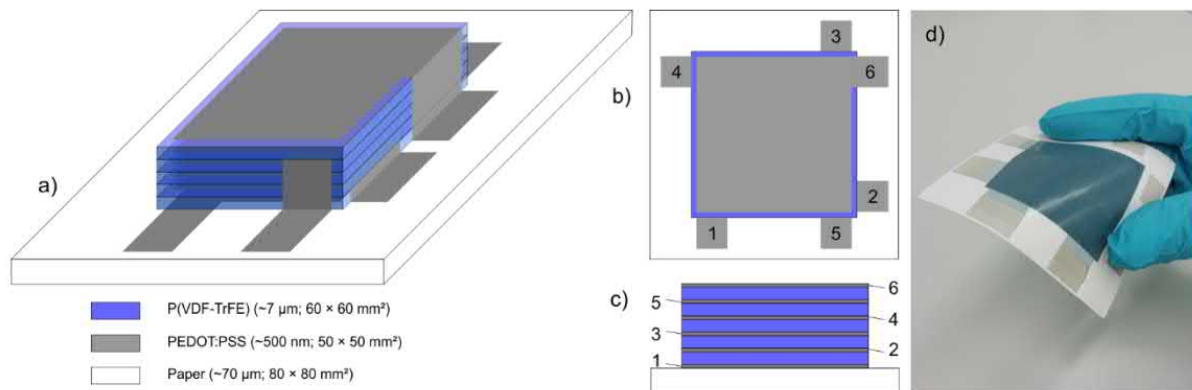 a)
P(VDF-TrFE) (~7 µm; 60 × 60 mm²)
PEDOT:PSS (~500 nm; 50 × 50 mm²)
Paper (~70 µm; 80 × 80 mm²)
b)
3
4
6
2
1
5
c)
6
5
4
3
2
1
d)